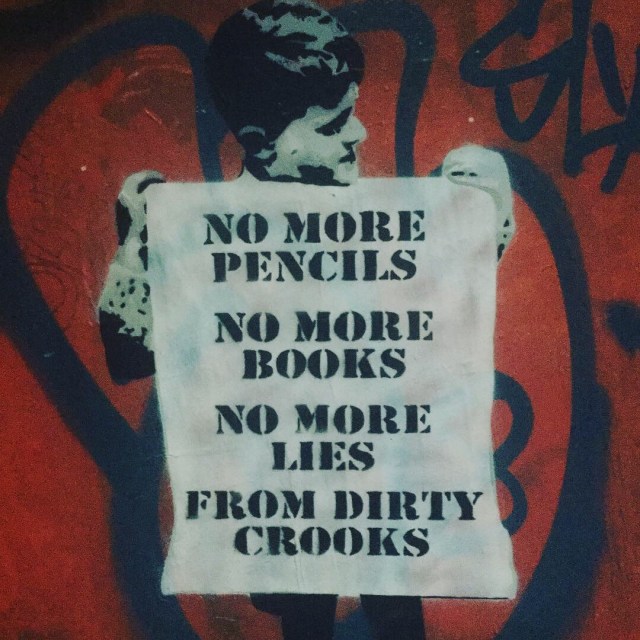 NO MORE
PENCILS
NO MORE
BOOKS
NO MORE
LIES
FROM DIRTY
CROOKS